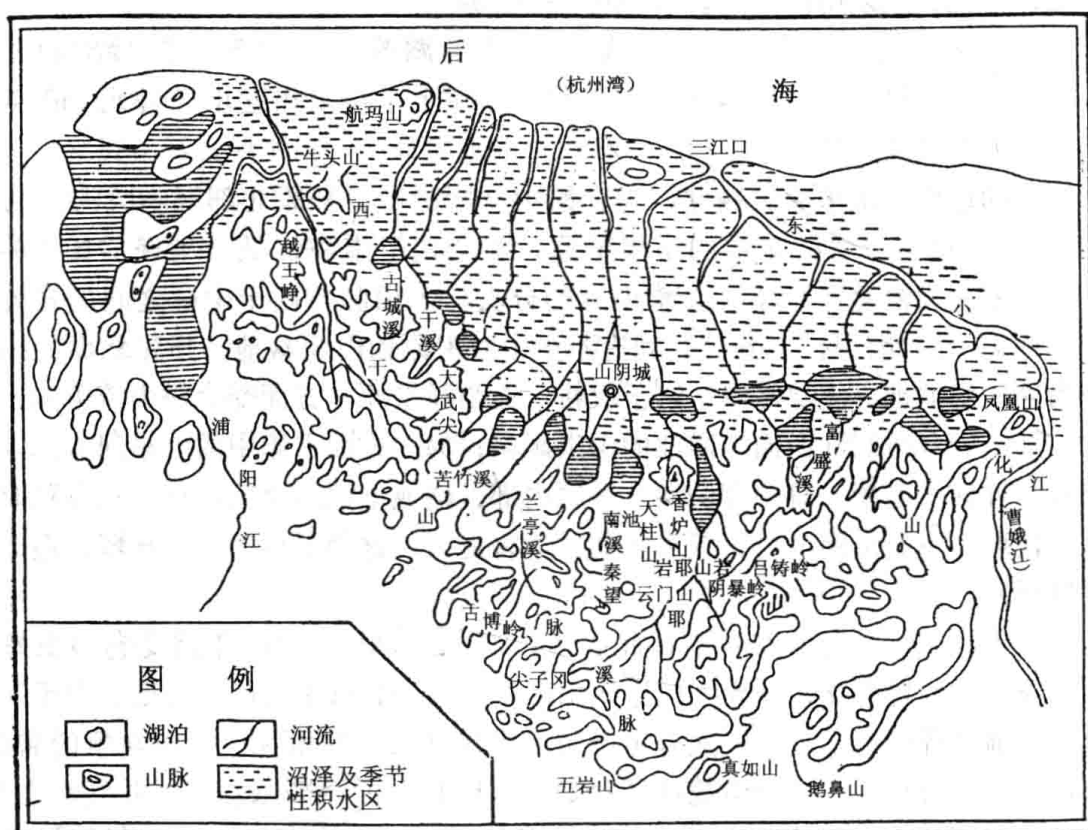 后
海
（杭州湾）
航坞山
三江口
牛头山
西
东
越王峥
古城溪
干溪
小
干
大武尖
山阴城
凤凰山
浦
阳
江
富盛溪
化
江
（曹娥江）
苦竹溪
山
兰亭溪
南池溪
天柱山
香炉山
山
秦望
岩耶山岩
吕铸岭
阴暴岭
云门山
耶
古博岭
脉
尖子冈
溪
脉
五岩山
真如山
鹅鼻山
图 例
湖泊
河流
山脉
沼泽及季节
性积水区